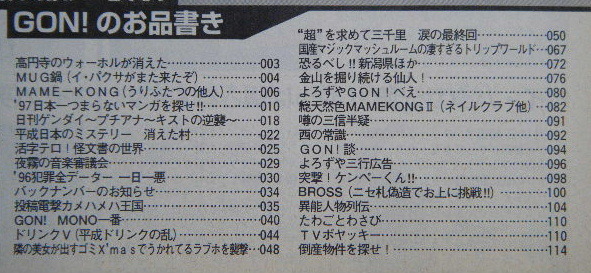 GON! のお品書き
高円寺のウォーホルが消えた……………003
MUG鍋(イ・パクサがまた来たぞ)……004
MAME-KONG(うりふたつの他人)……006
'97日本一つまらないマンガを探せ!!……010
日刊ゲンダイ〜プチアナーキストの逆襲〜……018
平成日本のミステリー 消えた村…………022
活字テロ!怪文書の世界……………025
夜霧の音楽審議会……………029
'96犯罪全データー 一日一悪……………030
バックナンバーのお知らせ……………034
投稿電撃カメハメハ王国……………035
GON! MONO一番……………040
ドリンクV(平成ドリンクの乱)…………044
隣の美女が出すゴミX'masでうかれてるラブホを襲撃…048
“超”を求めて三千里 涙の最終回…………050
国産マジックマッシュルームの凄すぎるトリップワールド…067
恐るべし!!新潟県ほか……………072
金山を掘り続ける仙人!……………076
よろずやGON!べえ……………080
総天然色MAMEKONGⅡ(ネイルクラブ他)…082
噂の三信半疑……………091
西の常識……………092
GON!談……………094
よろずや三行広告……………096
突撃!ケンペーくん!!……………098
BROSS(ニセ札偽造でお上に挑戦!!)……100
異能人物列伝……………104
たわごとわさび……………110
TVボヤッキー……………110
倒産物件を探せ!……………114